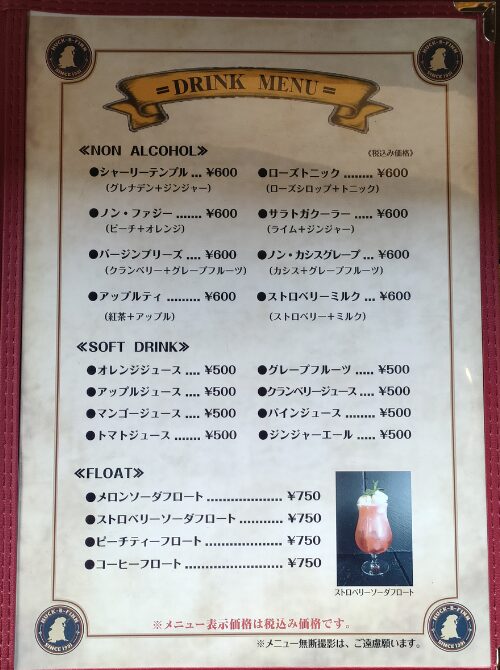 HUCK-&-FINN
SINCE 1991
HUCK-&-FINN
SINCE 1991
=DRINK MENU=
≪NON ALCOHOL≫
《税込み価格》
●シャーリーテンプル ... ¥600
(グレナデン+ジンジャー)
●ローズトニック ........ ¥600
(ローズシロップ+トニック)
●ノン・ファジー ....... ¥600
(ピーチ+オレンジ)
●サラトガクーラー ..... ¥600
(ライム+ジンジャー)
●バージンブリーズ .... ¥600
(クランベリー+グレープフルーツ)
●ノン・カシスグレープ ... ¥600
(カシス+グレープフルーツ)
●アップルティ ......... ¥600
(紅茶+アップル)
●ストロベリーミルク ... ¥600
(ストロベリー+ミルク)
≪SOFT DRINK≫
●オレンジジュース .... ¥500
●グレープフルーツ ..... ¥500
●アップルジュース .... ¥500
●クランベリージュース .... ¥500
●マンゴージュース .... ¥500
●パインジュース ........ ¥500
●トマトジュース ....... ¥500
●ジンジャーエール ..... ¥500
≪FLOAT≫
●メロンソーダフロート ................... ¥750
●ストロベリーソーダフロート ........... ¥750
●ピーチティーフロート .................... ¥750
●コーヒーフロート .......................... ¥750
ストロベリーソーダフロート
HUCK-&-FINN
SINCE 1991
HUCK-&-FINN
SINCE 1991
※メニュー表示価格は税込み価格です。
※メニュー無断撮影は、ご遠慮願います。